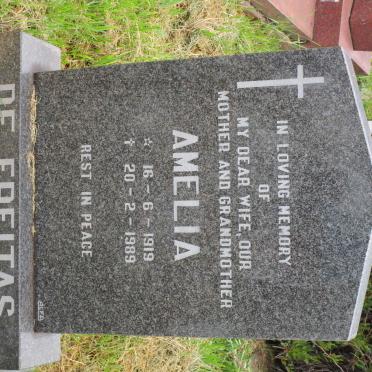 IN LOVING MEMORY
OF
MY DEAR WIFE, OUR
MOTHER AND GRANDMOTHER
AMELIA
☆ 16-6-1919
✝ 20-2-1989
REST IN PEACE
DE FREITAS